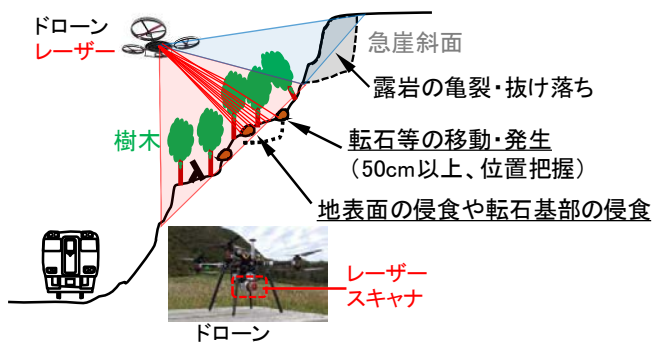 ドローン
レーザー
急崖斜面
露岩の亀裂・抜け落ち
樹木
転石等の移動・発生
（50cm以上、位置把握）
地表面の侵食や転石基部の侵食
レーザー
スキャナ
ドローン